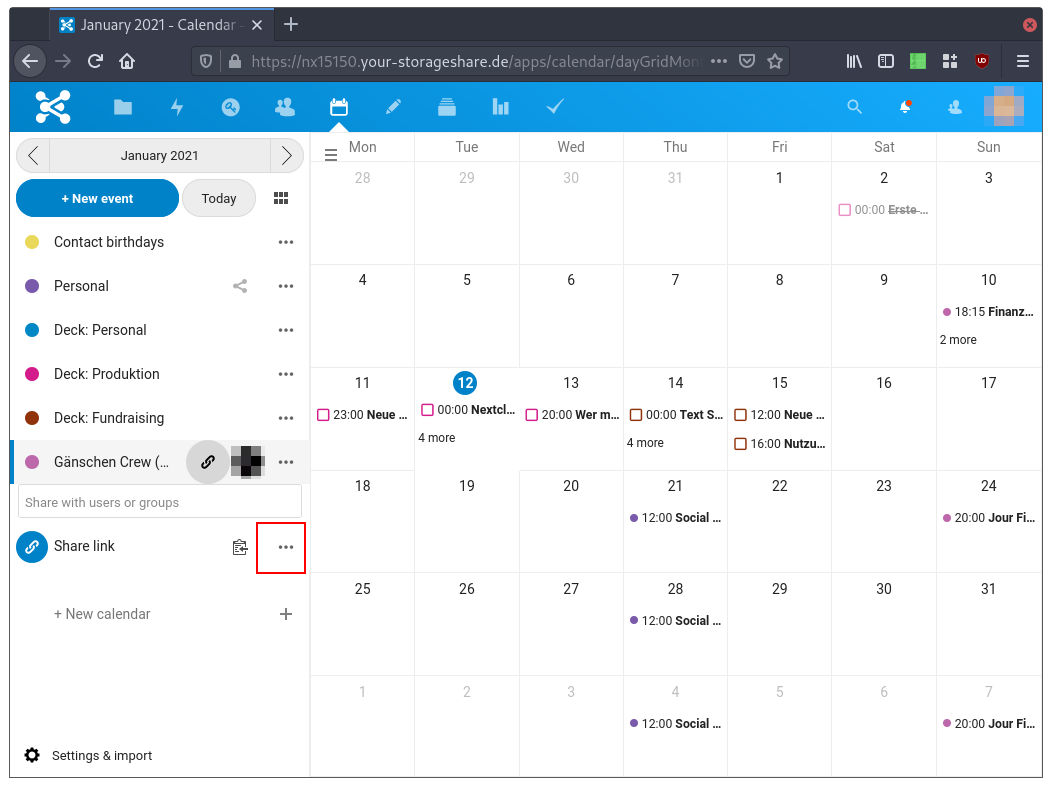 January 2021 - Calendar -
https://nx15150.your-storageshare.de/apps/calendar/dayGridMon
January 2021
+ New event
Today
Contact birthdays
Personal
Deck: Personal
Deck: Produktion
Deck: Fundraising
Gänschen Crew (...
Share with users or groups
Share link
+ New calendar
Settings & import
Mon Tue Wed Thu Fri Sat Sun
28 29 30 31 1 2 3
00:00 Erste-...
4 5 6 7 8 9 10
18:15 Finanz...
2 more
11 12 13 14 15 16 17
23:00 Neue ... 00:00 Nextcl... 20:00 Wer m... 00:00 Text S... 12:00 Neue ...
4 more 4 more 16:00 Nutzu...
18 19 20 21 22 23 24
12:00 Social ... 20:00 Jour Fi...
25 26 27 28 29 30 31
12:00 Social ...
1 2 3 4 5 6 7
12:00 Social ... 20:00 Jour Fi...